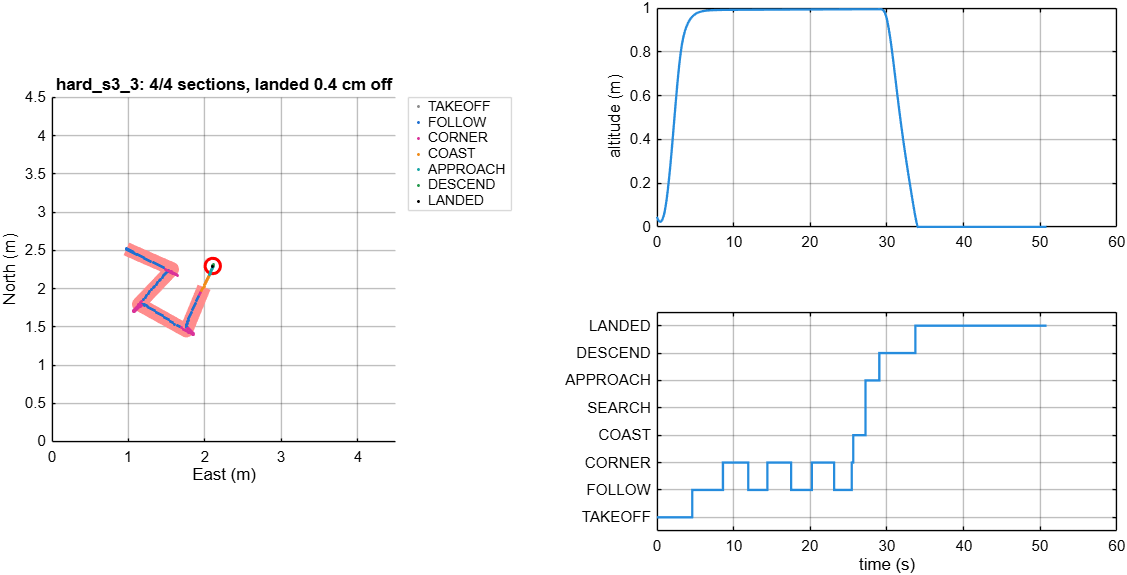 hard_s3_3: 4/4 sections, landed 0.4 cm off
4.5
4
3.5
3
2.5
2
1.5
1
0.5
0
North (m)
0
1
2
3
4
East (m)
TAKEOFF
FOLLOW
CORNER
COAST
APPROACH
DESCEND
LANDED
1
0.8
0.6
0.4
0.2
0
altitude (m)
0
10
20
30
40
50
60
LANDED
DESCEND
APPROACH
SEARCH
COAST
CORNER
FOLLOW
TAKEOFF
0
10
20
30
40
50
60
time (s)